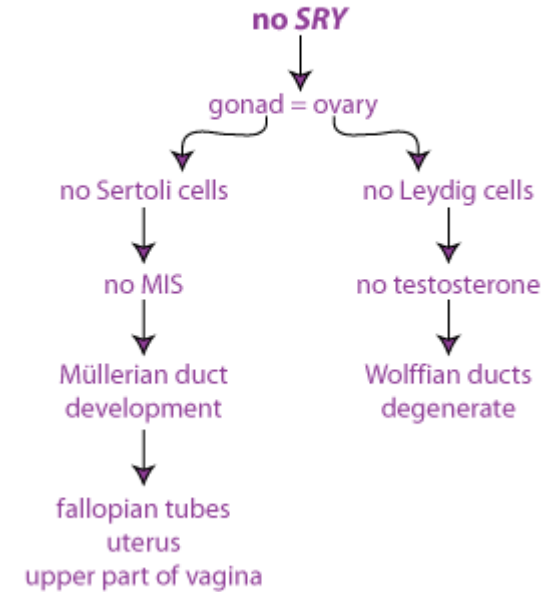 no SRY
gonad = ovary
no Sertoli cells
no Leydig cells
no MIS
no testosterone
Müllerian duct
development
Wolffian ducts
degenerate
fallopian tubes
uterus
upper part of vagina